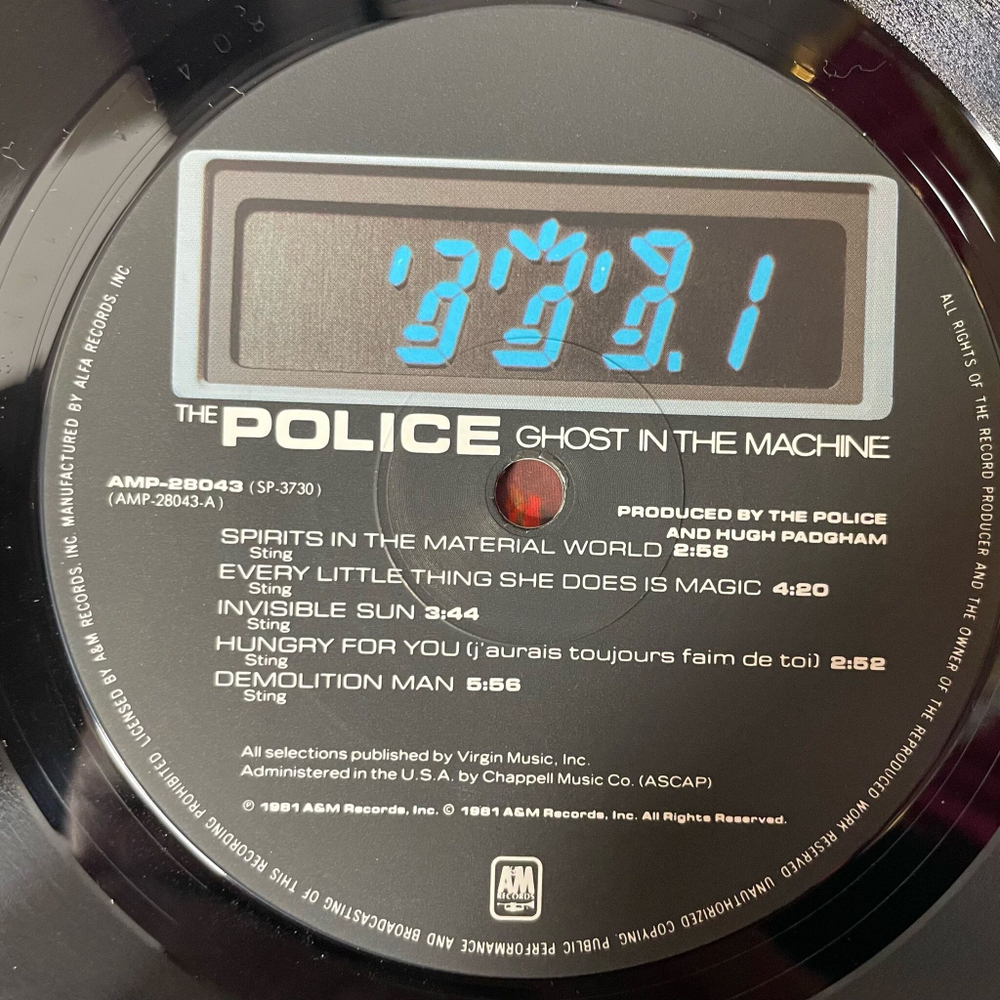 THE POLICE GHOST IN THE MACHINE
AMP-28043 (SP-3730)
(AMP-28043-A)
PRODUCED BY THE POLICE
AND HUGH PADGHAM
SPIRITS IN THE MATERIAL WORLD 2:58
Sting
EVERY LITTLE THING SHE DOES IS MAGIC 4:20
Sting
INVISIBLE SUN 3:44
Sting
HUNGRY FOR YOU (j'aurais toujours faim de toi) 2:52
Sting
DEMOLITION MAN 5:56
Sting
All selections published by Virgin Music, Inc.
Administered in the U.S.A. by Chappell Music Co. (ASCAP)
℗ 1981 A&M Records, Inc. © 1981 A&M Records, Inc. All Rights Reserved.
A&M
RECORDS
ALL RIGHTS OF THE RECORD PRODUCER AND THE OWNER OF THE REPRODUCED WORK RESERVED UNAUTHORIZED COPYING. PUBLIC PERFORMANCE AND BROADCASTING OF THIS RECORDING PROHIBITED LICENSED BY A&M RECORDS. INC. MANUFACTURED BY ALFA RECORDS. INC